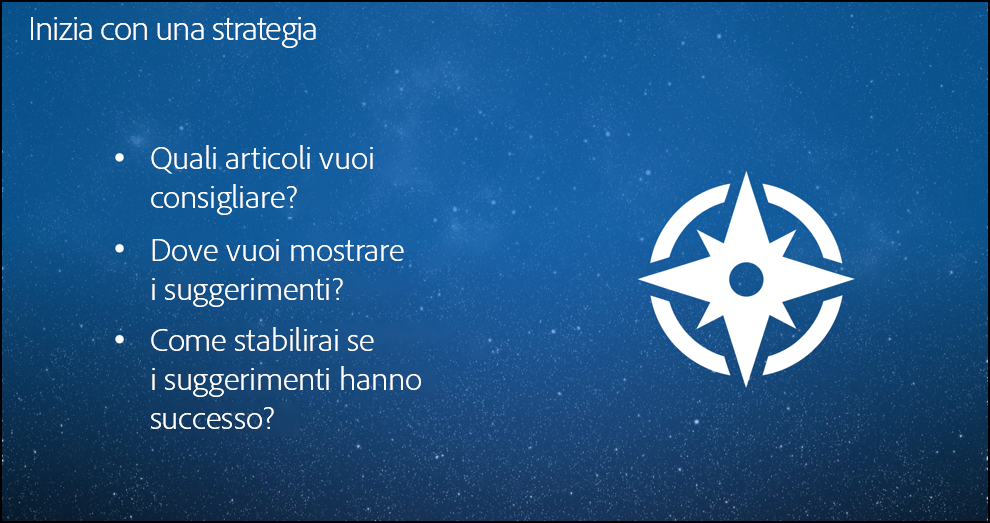 Inizia con una strategia
• Quali articoli vuoi
consigliare?
• Dove vuoi mostrare
i suggerimenti?
• Come stabilirai se
i suggerimenti hanno
successo?